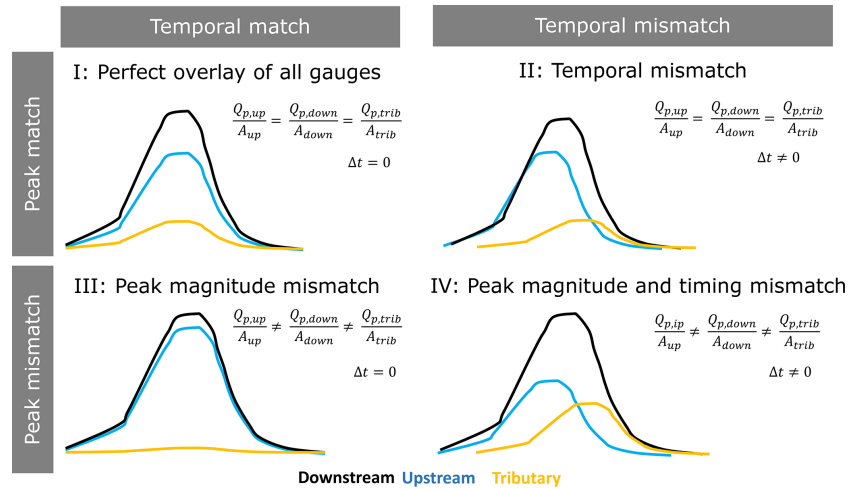 Temporal match
Temporal mismatch
Peak match
I: Perfect overlay of all gauges
Q_{p,up}/A_{up} = Q_{p,down}/A_{down} = Q_{p,trib}/A_{trib}
Δt = 0
II: Temporal mismatch
Q_{p,up}/A_{up} = Q_{p,down}/A_{down} = Q_{p,trib}/A_{trib}
Δt ≠ 0
Peak mismatch
III: Peak magnitude mismatch
Q_{p,up}/A_{up} ≠ Q_{p,down}/A_{down} ≠ Q_{p,trib}/A_{trib}
Δt = 0
IV: Peak magnitude and timing mismatch
Q_{p,ip}/A_{up} ≠ Q_{p,down}/A_{down} ≠ Q_{p,trib}/A_{trib}
Δt ≠ 0
Downstream Upstream Tributary